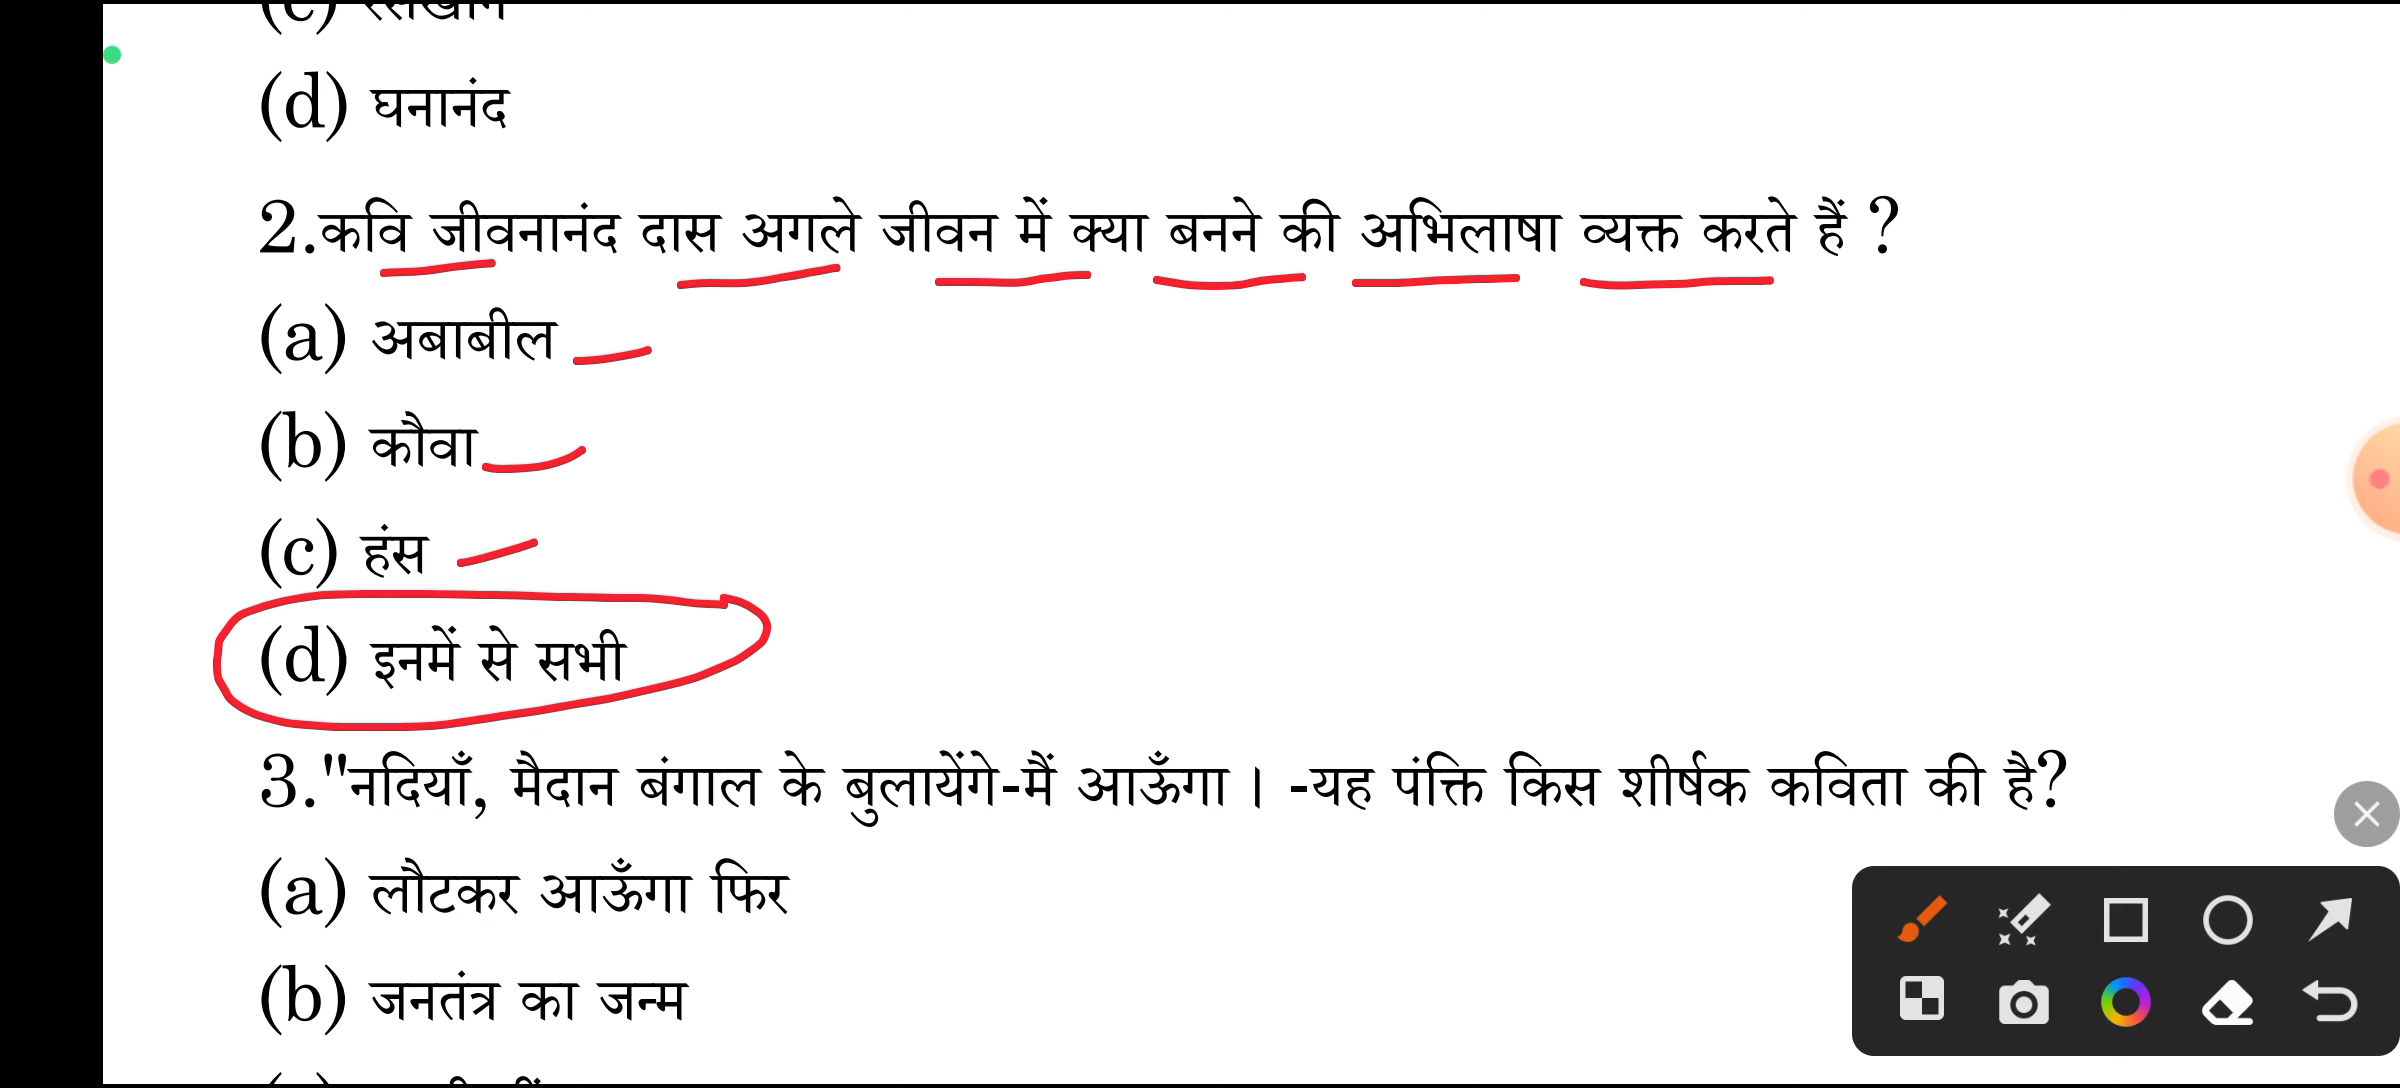 (d) घनानंद
2.कवि जीवनानंद दास अगले जीवन में क्या बनने की अभिलाषा व्यक्त करते हैं ?
(a) अबाबील
(b) कौवा
(c) हंस
(d) इनमें से सभी
3."नदियाँ, मैदान बंगाल के बुलायेंगे-मैं आऊँगा । -यह पंक्ति किस शीर्षक कविता की है?
(a) लौटकर आऊँगा फिर
(b) जनतंत्र का जन्म